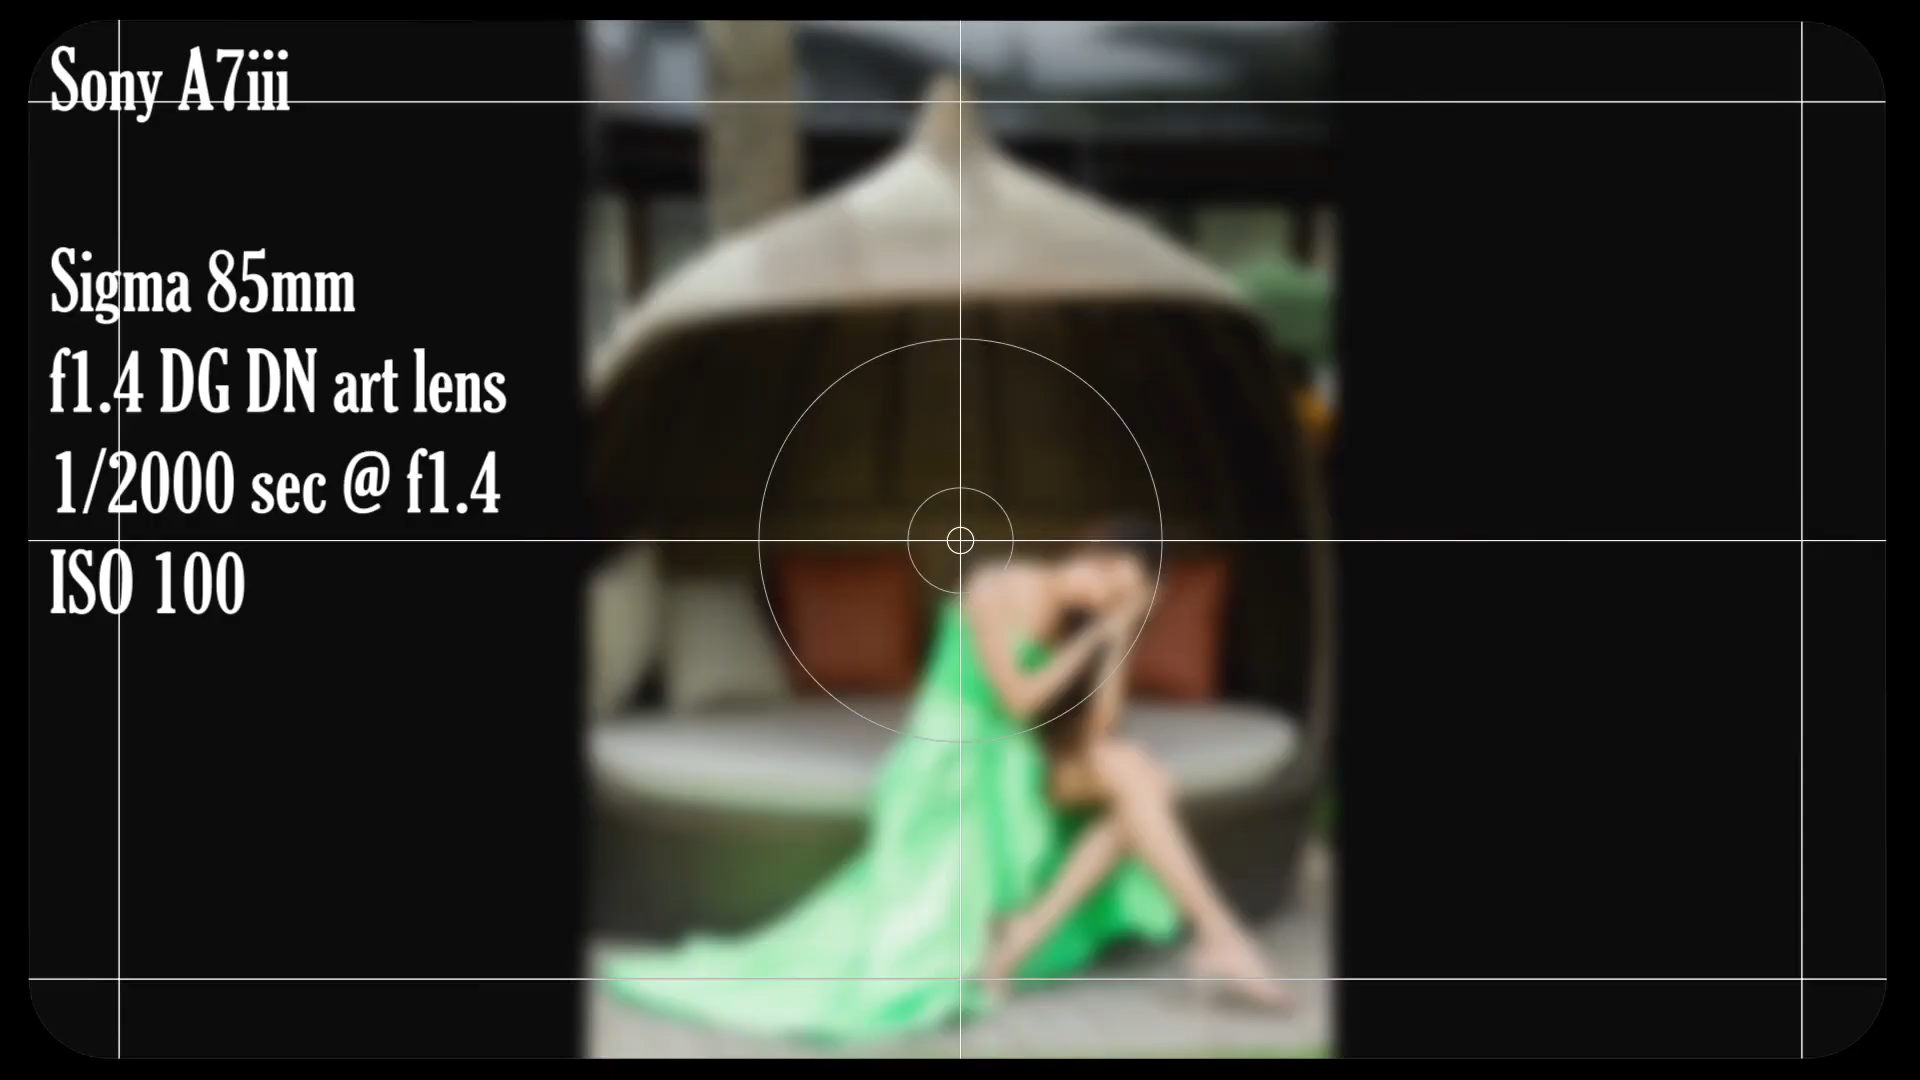 Sony A7iii
Sigma 85mm
f1.4 DG DN art lens
1/2000 sec @ f1.4
ISO 100